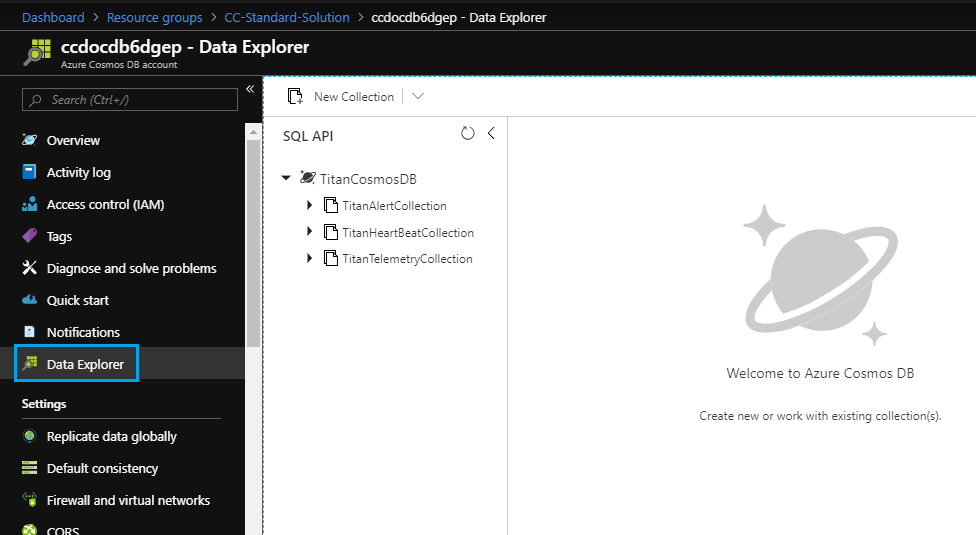 Dashboard > Resource groups > CC-Standard-Solution > ccdocdb6dgep - Data Explorer
ccdocdb6dgep - Data Explorer
Azure Cosmos DB account
Search (Ctrl+/)
Overview
Activity log
Access control (IAM)
Tags
Diagnose and solve problems
Quick start
Notifications
Data Explorer
Settings
Replicate data globally
Default consistency
Firewall and virtual networks
CORS
New Collection
SQL API
TitanCosmosDB
TitanAlertCollection
TitanHeartBeatCollection
TitanTelemetryCollection
Welcome to Azure Cosmos DB
Create new or work with existing collection(s).